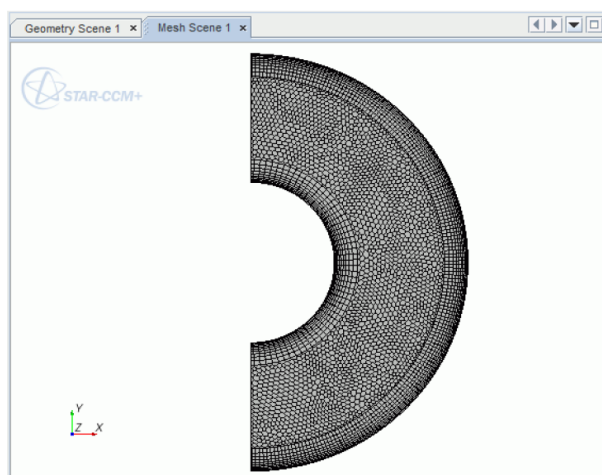 Geometry Scene 1 ×
Mesh Scene 1 ×
STAR-CCM+
Y
Z X